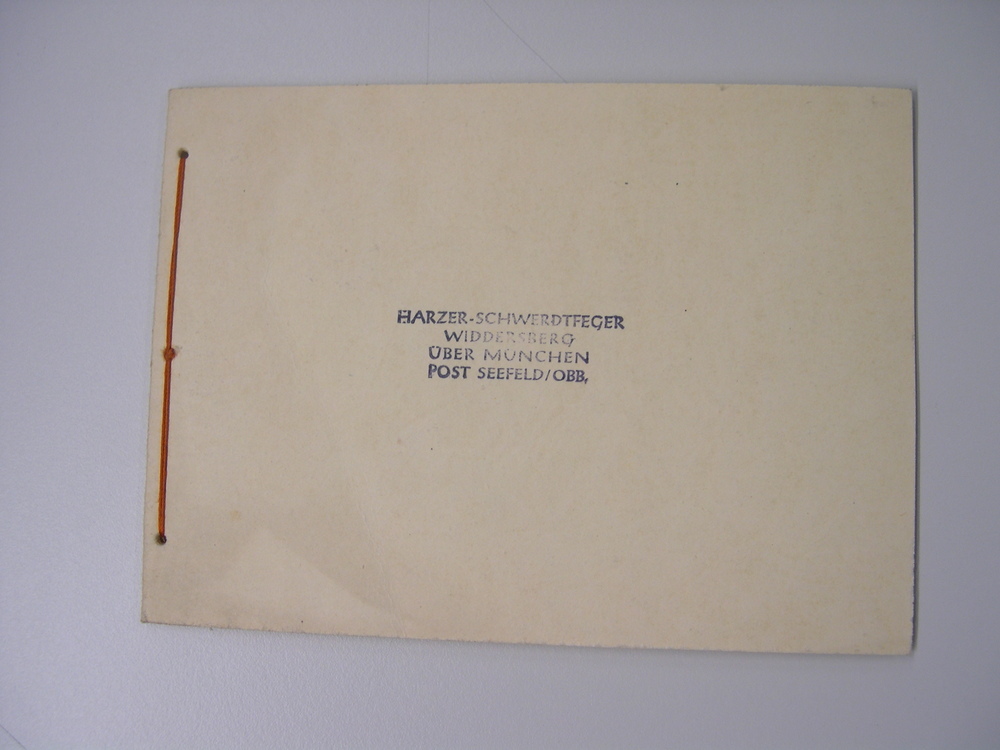 HARZER-SCHWERDTFEGER
WIDDERSBERG
ÜBER MÜNCHEN
POST SEEFELD/OBB,